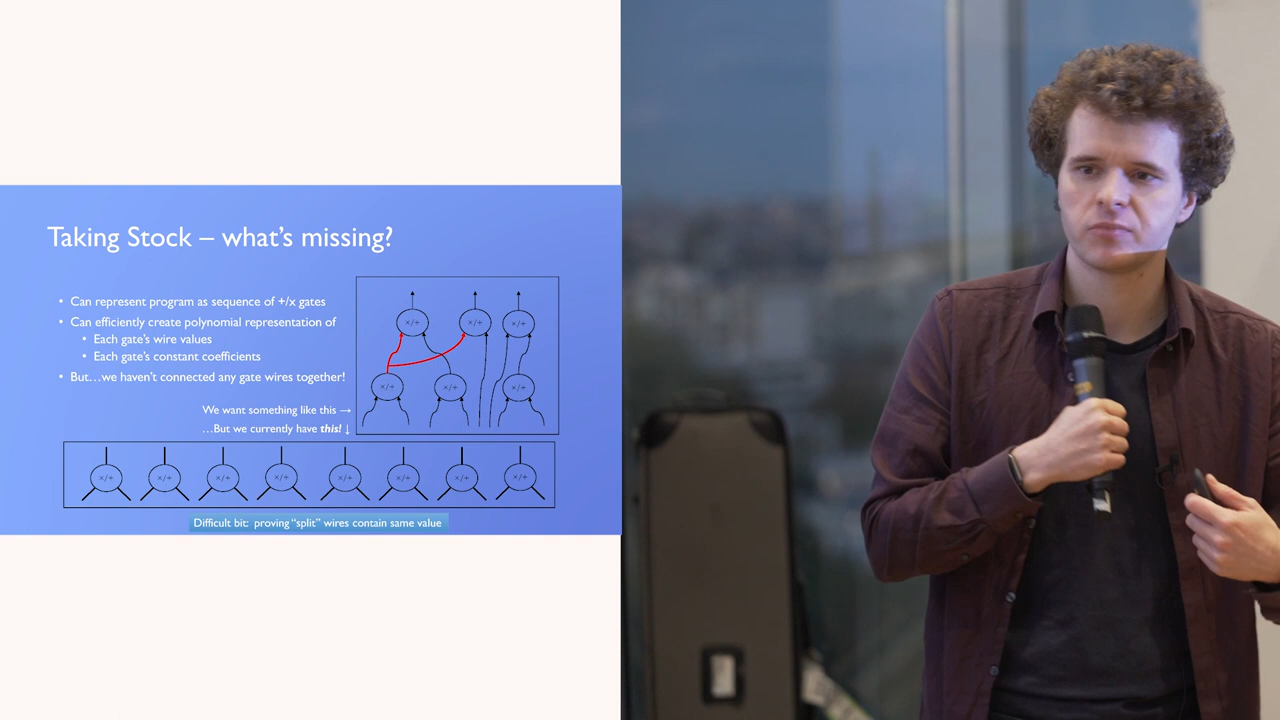 Taking Stock – what's missing?
• Can represent program as sequence of +/x gates
• Can efficiently create polynomial representation of
• Each gate's wire values
• Each gate's constant coefficients
• But…we haven't connected any gate wires together!
We want something like this →
…But we currently have this! ↓
×/+ ×/+ ×/+
×/+ ×/+ ×/+
×/+ ×/+ ×/+ ×/+ ×/+ ×/+ ×/+ ×/+
Difficult bit: proving "split" wires contain same value